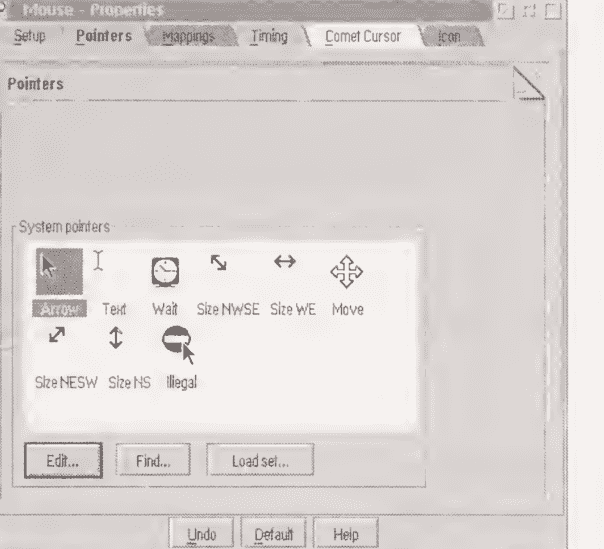 Mouse - Properties
Setup Pointers Mappings Timing Comet Cursor Icon
Pointers
System pointers
Arrow Text Wait Size NWSE Size WE Move
Size NESW Size NS Illegal
Edit... Find... Load set...
Undo Default Help